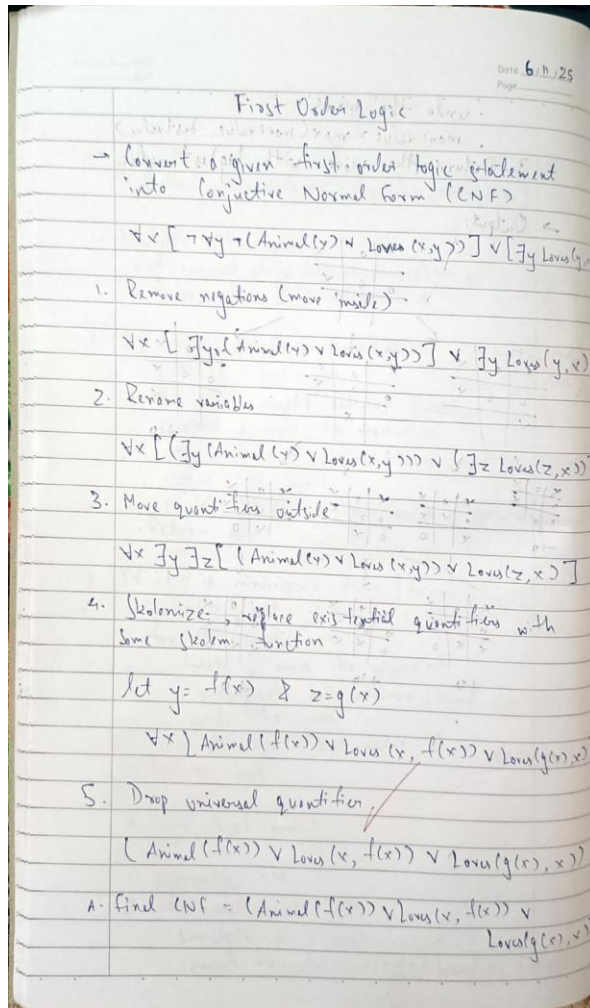 Date 6/11/25
Page
First Order Logic
→ Convert a given first order logic statement
into Conjuctive Normal Form (CNF)
∀x [¬∀y ¬(Animal(y) ∨ Loves (x,y))] ∨ [∃y Loves(y,
1. Remove negations (move inside)
∀x [ ∃y (Animal(y) ∨ Loves(x,y))] ∨ ∃y Loves(y,x)
2. Rename variables
∀x [(∃y (Animal(y) ∨ Loves(x,y))) ∨ (∃z Loves(z,x))
3. Move quantifiers outside
∀x ∃y ∃z[ (Animal(y) ∨ Loves(x,y)) ∨ Loves(z,x)]
4. Skolemize, replace existential quantifiers with
Some skolem function
let y = f(x) & z = g(x)
∀x [Animal(f(x)) ∨ Loves (x, f(x)) ∨ Loves(g(x),x)
5. Drop universal quantifier
(Animal(f(x)) ∨ Loves(x, f(x)) ∨ Loves(g(x), x))
A. final CNF = (Animal(f(x)) ∨ Loves(x, f(x)) ∨
Loves(g(x),x)